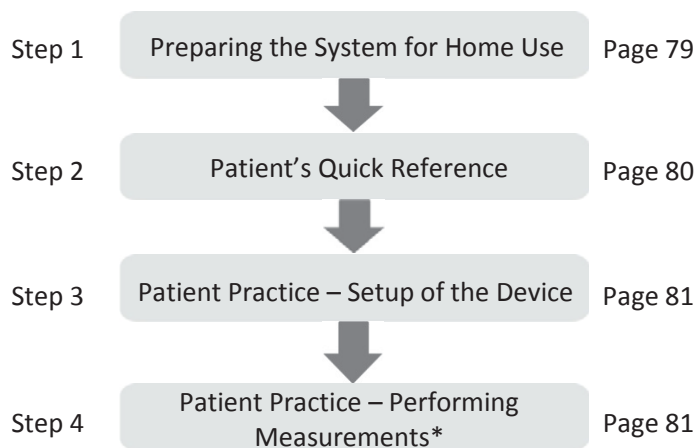 Step 1 Preparing the System for Home Use Page 79
Step 2 Patient’s Quick Reference Page 80
Step 3 Patient Practice – Setup of the Device Page 81
Step 4 Patient Practice – Performing
Measurements* Page 81